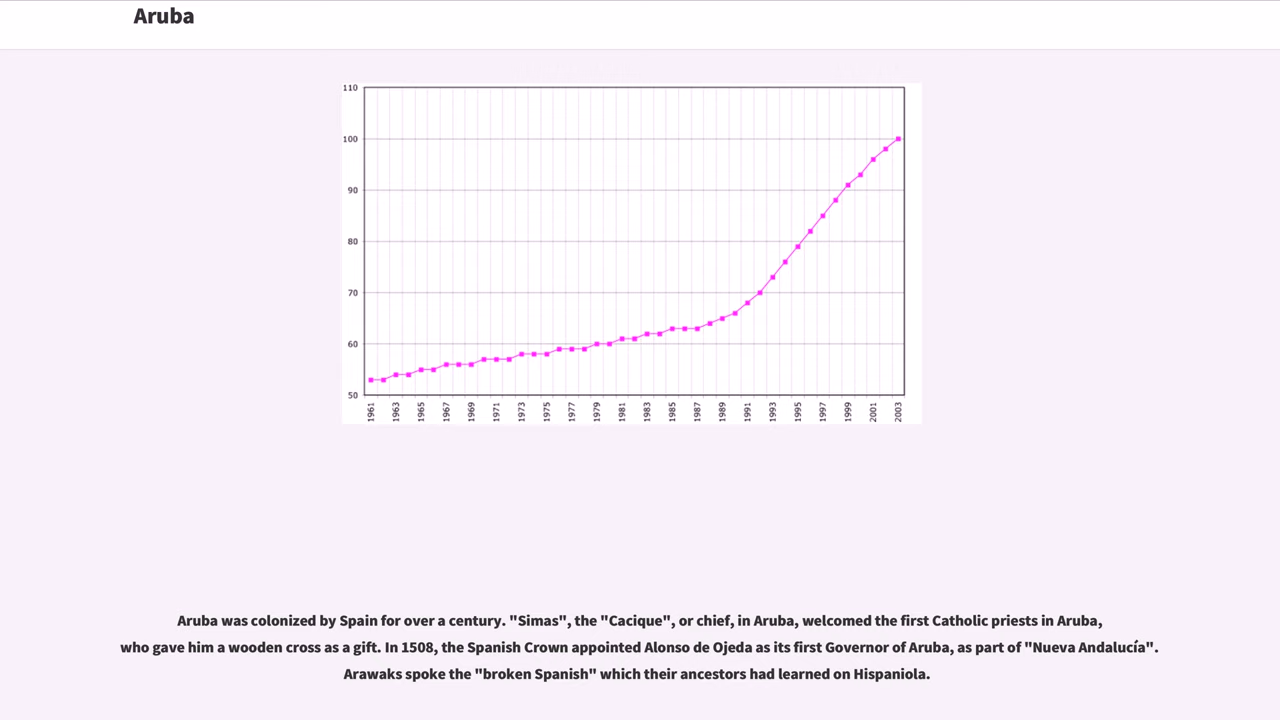 Aruba
110
100
90
80
70
60
50
1961 1963 1965 1967 1969 1971 1973 1975 1977 1979 1981 1983 1985 1987 1989 1991 1993 1995 1997 1999 2001 2003
Aruba was colonized by Spain for over a century. "Simas", the "Cacique", or chief, in Aruba, welcomed the first Catholic priests in Aruba,
who gave him a wooden cross as a gift. In 1508, the Spanish Crown appointed Alonso de Ojeda as its first Governor of Aruba, as part of "Nueva Andalucía".
Arawaks spoke the "broken Spanish" which their ancestors had learned on Hispaniola.